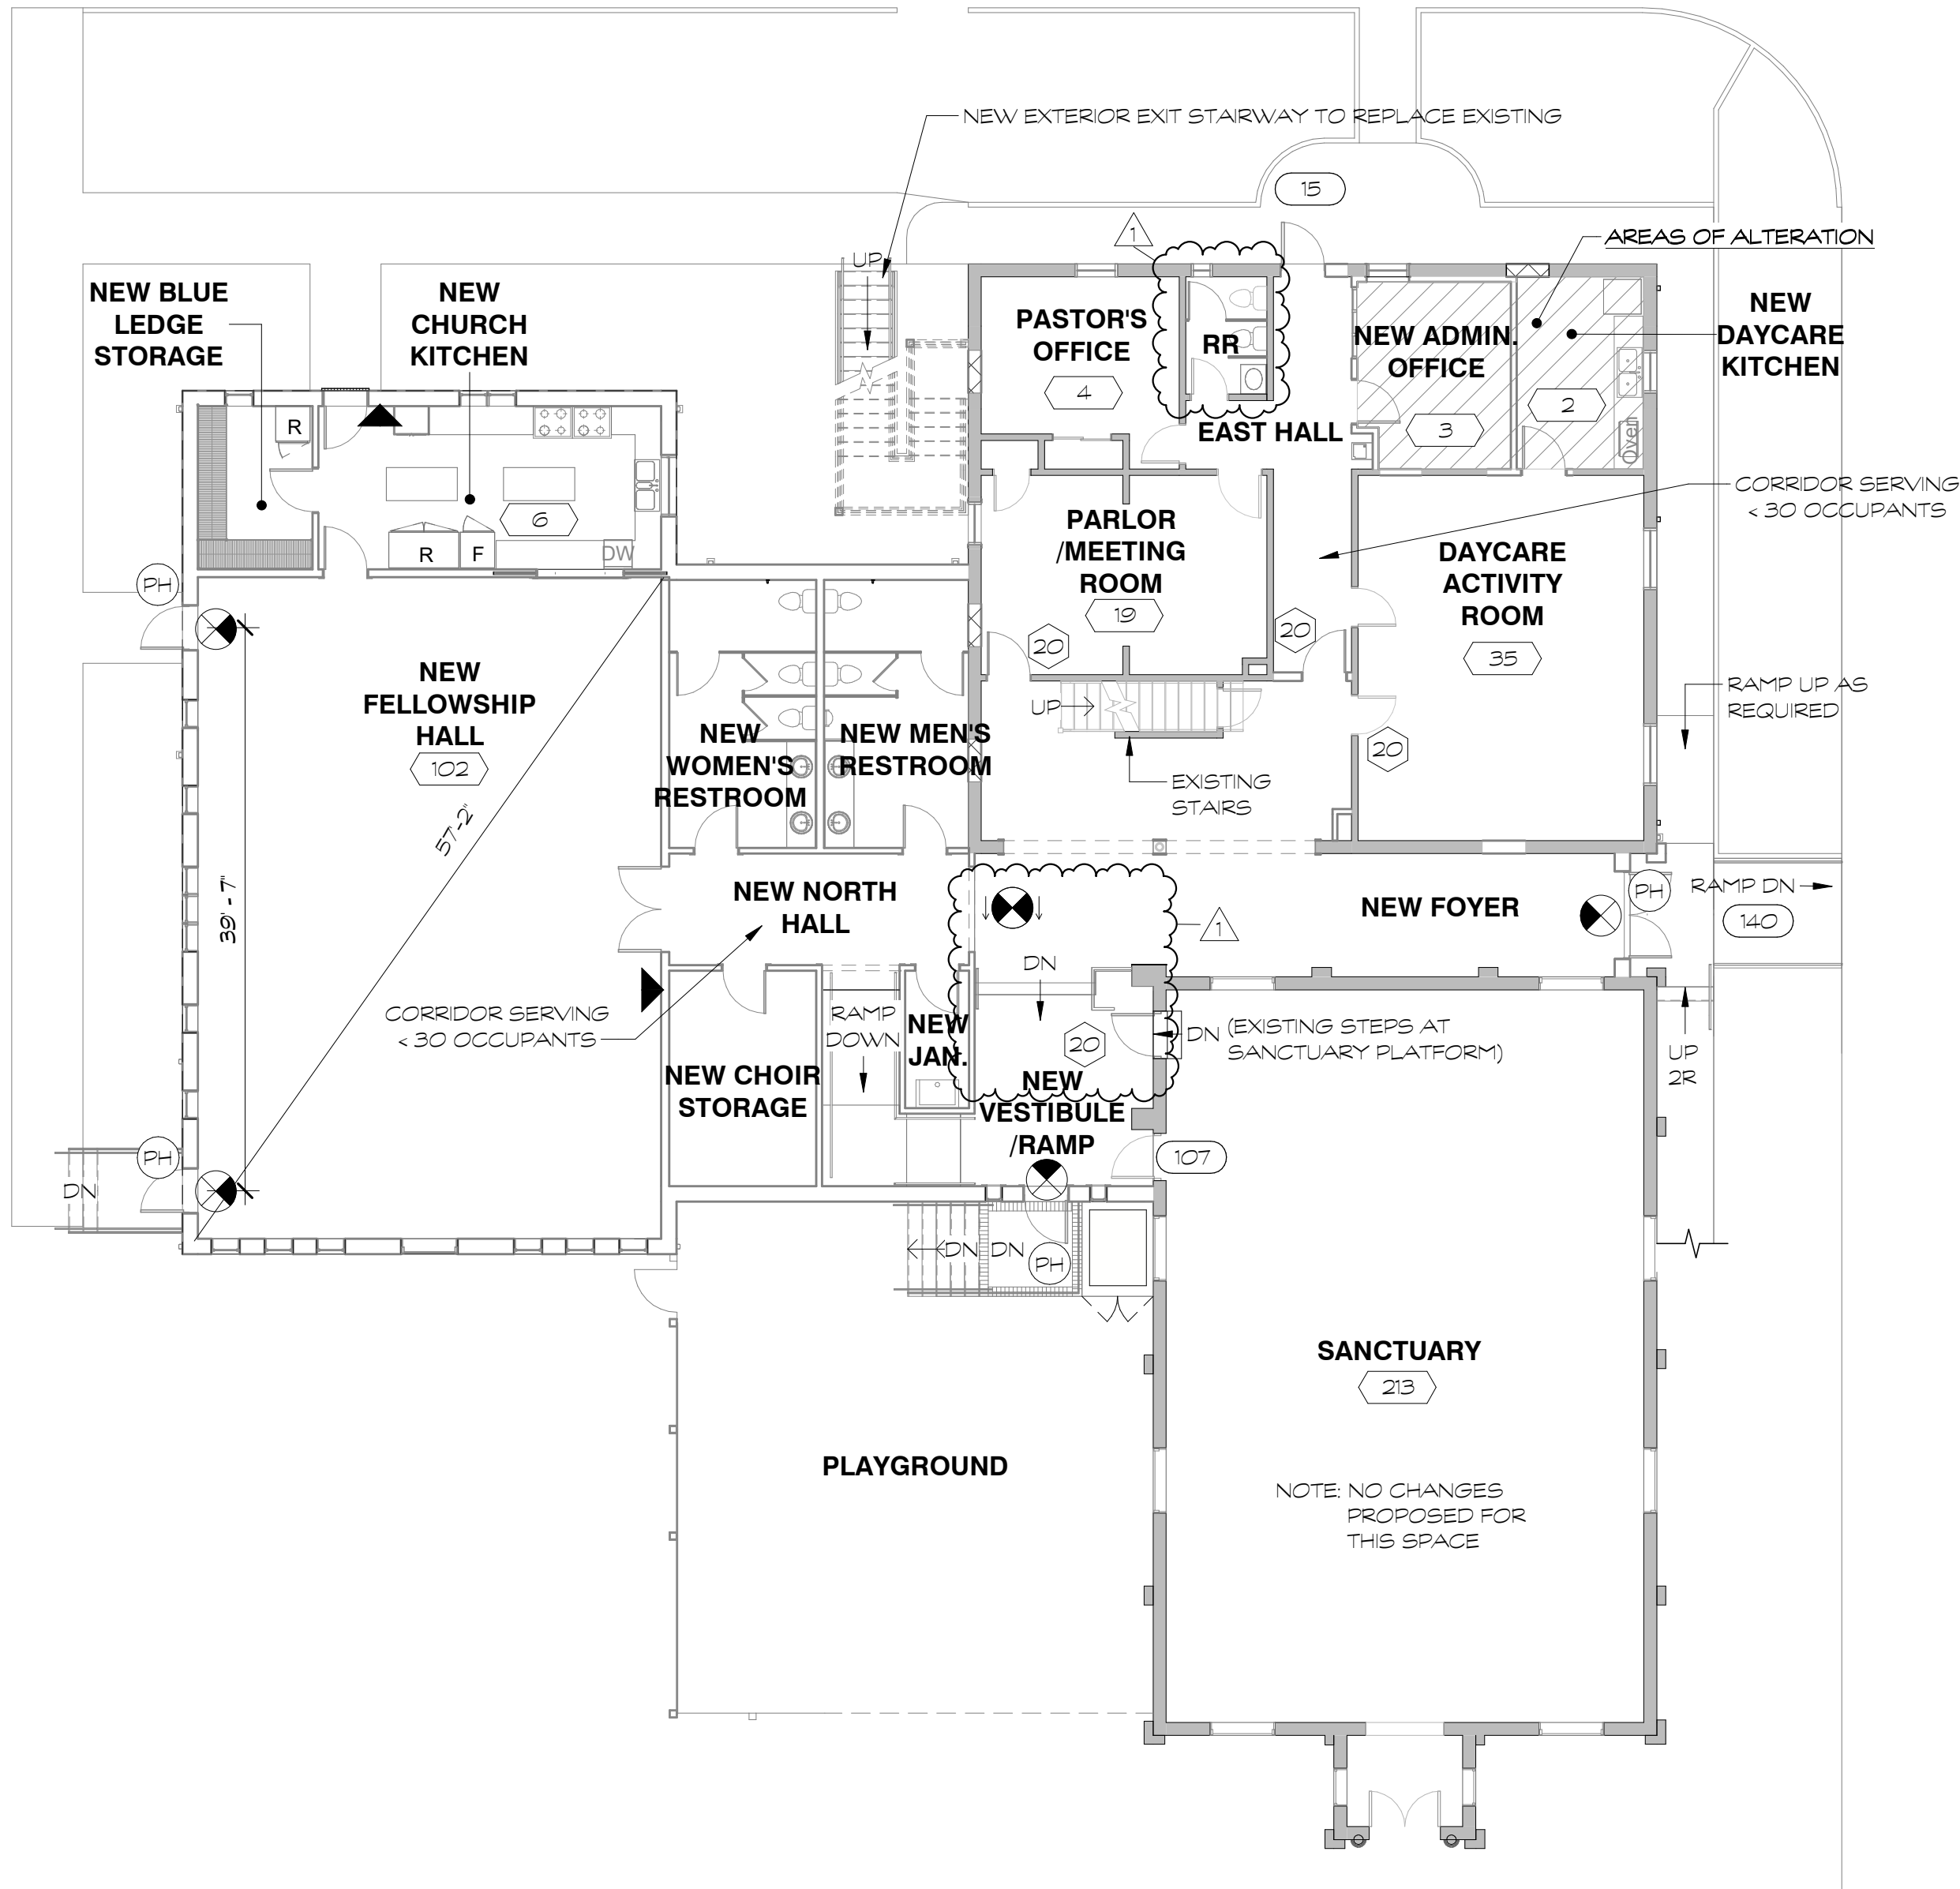 NEW EXTERIOR EXIT STAIRWAY TO REPLACE EXISTING
15
1
AREAS OF ALTERATION
UP
NEW BLUE
LEDGE
STORAGE
NEW
CHURCH
KITCHEN
PASTOR'S
OFFICE
4
RR
NEW ADMIN.
OFFICE
3
2
NEW
DAYCARE
KITCHEN
Oven
EAST HALL
R
6
R
F
DW
CORRIDOR SERVING
< 30 OCCUPANTS
PARLOR
/MEETING
ROOM
19
DAYCARE
ACTIVITY
ROOM
35
PH
20
20
NEW
FELLOWSHIP
HALL
102
RAMP UP AS
REQUIRED
UP
20
NEW
WOMEN'S
RESTROOM
NEW MEN'S
RESTROOM
EXISTING
STAIRS
57'-2"
39' - 7"
NEW NORTH
HALL
NEW FOYER
PH
RAMP DN
140
1
DN
CORRIDOR SERVING
< 30 OCCUPANTS
RAMP
DOWN
NEW
JAN.
20
DN
(EXISTING STEPS AT
SANCTUARY PLATFORM)
UP
2R
NEW CHOIR
STORAGE
NEW
VESTIBULE
/RAMP
107
PH
DN
DN
DN
PH
SANCTUARY
213
PLAYGROUND
NOTE: NO CHANGES
PROPOSED FOR
THIS SPACE